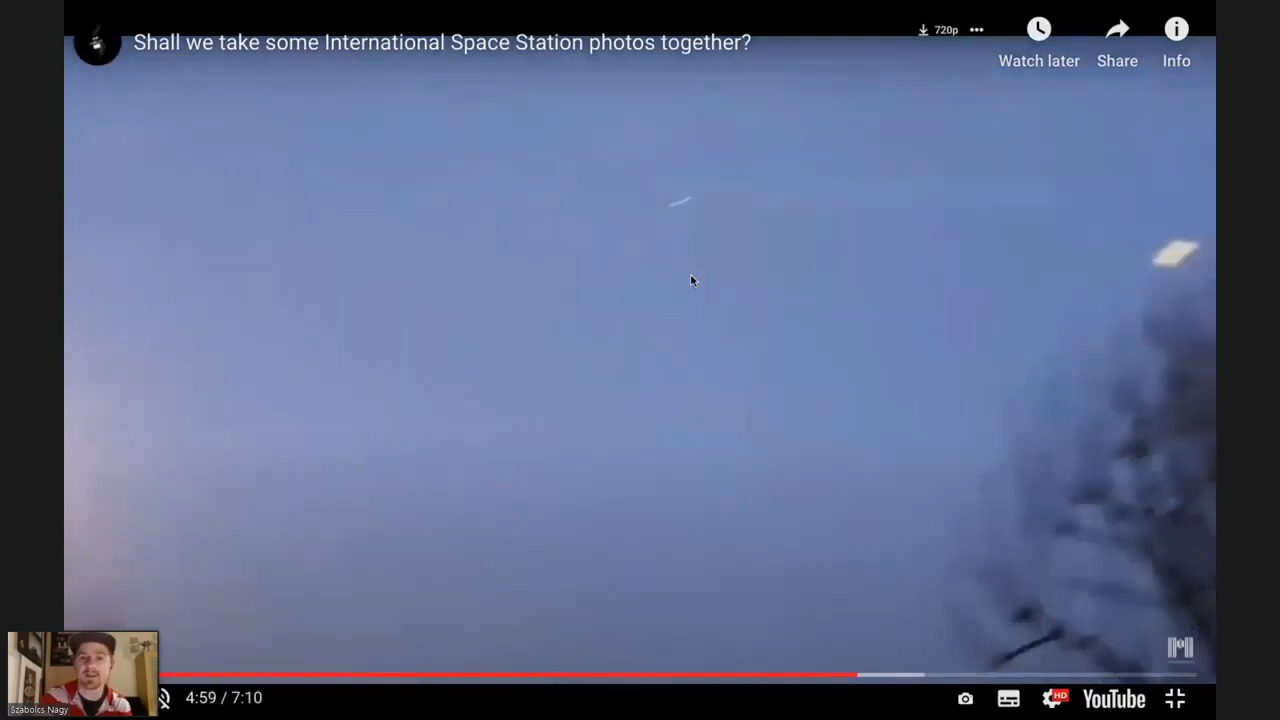 Shall we take some International Space Station photos together?
720p
Watch later
Share
Info
Szabolcs Nagy
4:59 / 7:10
HD
YouTube